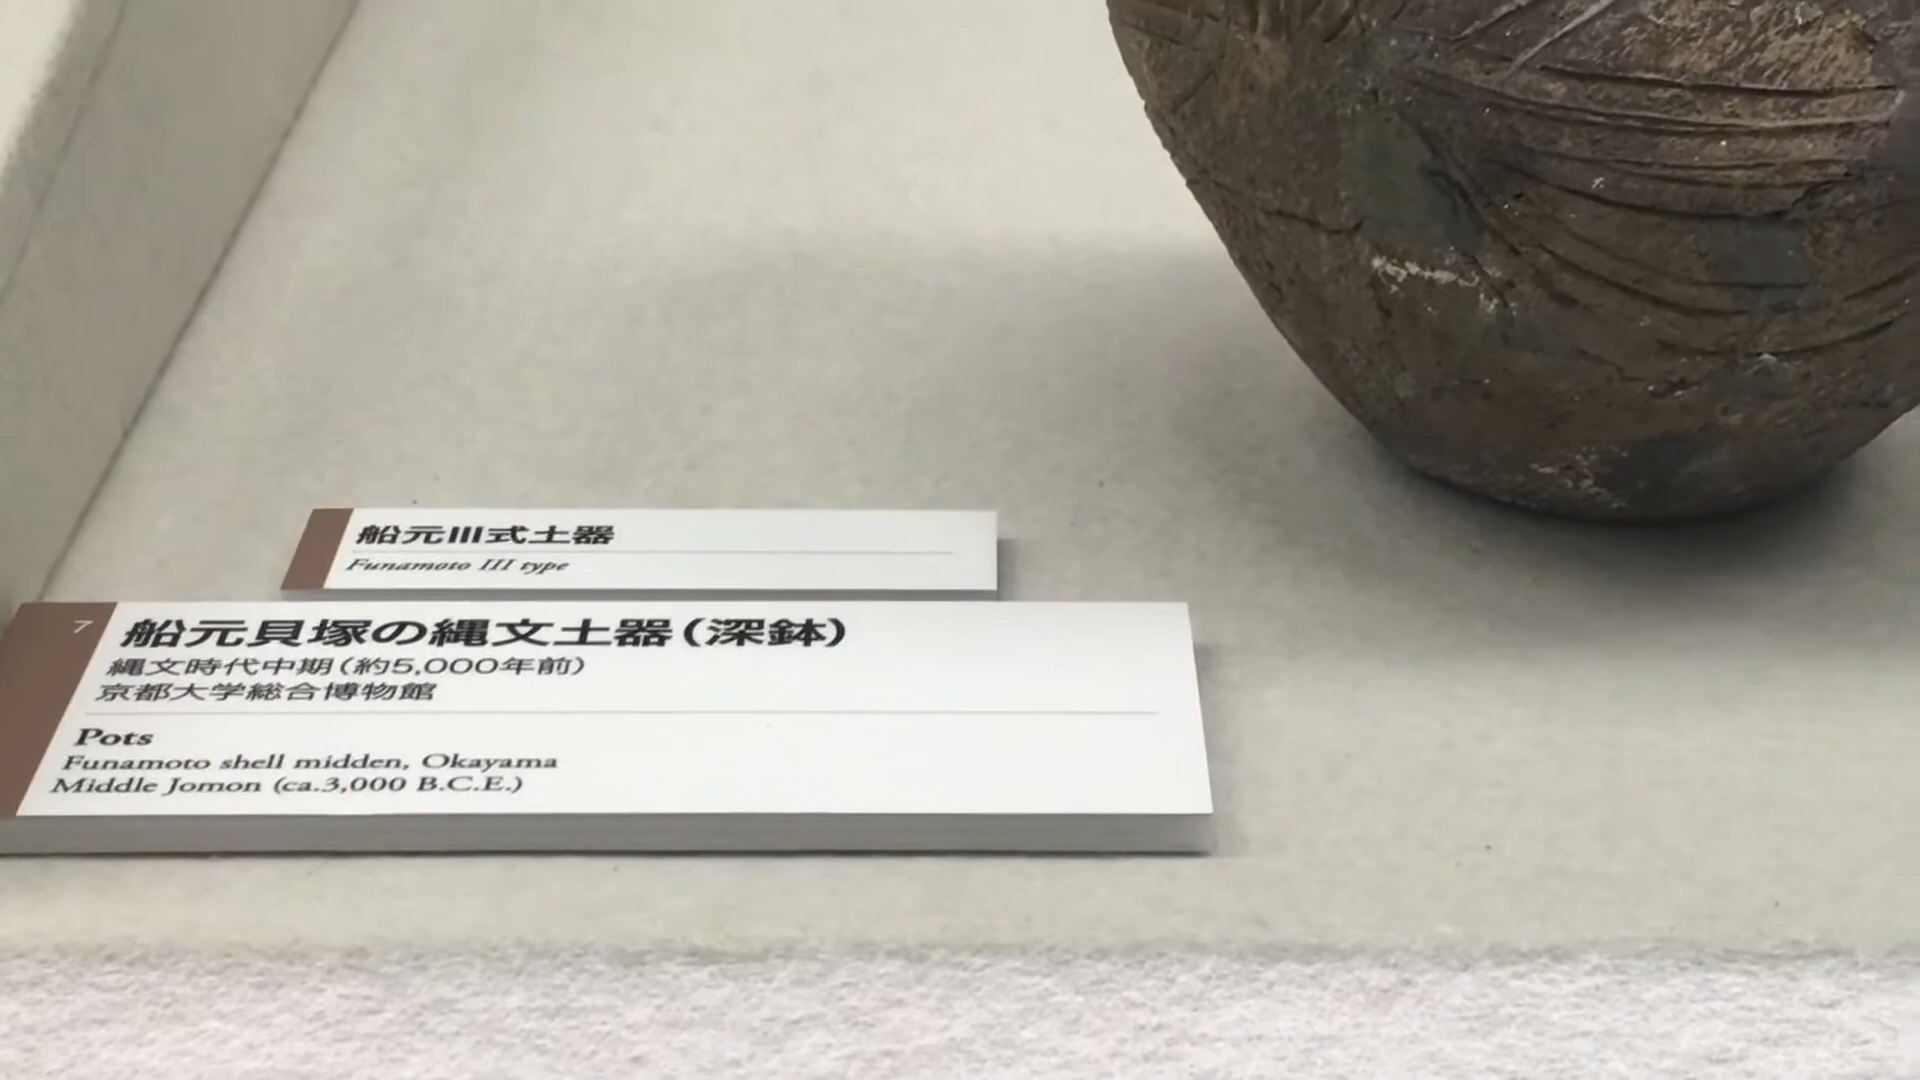 船元III式土器
Funamoto III type
7
船元貝塚の縄文土器(深鉢)
縄文時代中期(約5,000年前)
京都大学総合博物館
Pots
Funamoto shell midden, Okayama
Middle Jomon (ca.3,000 B.C.E.)